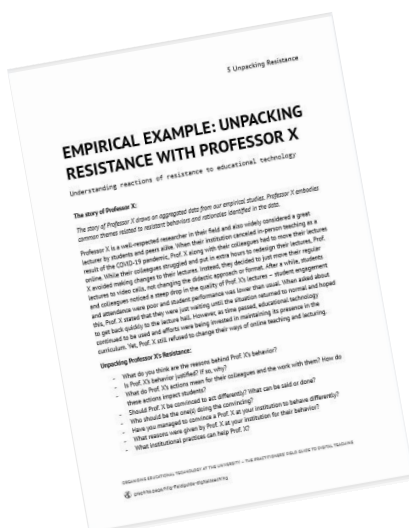 5 Unpacking Resistance
EMPIRICAL EXAMPLE: UNPACKING
RESISTANCE WITH PROFESSOR X
Understanding reactions of resistance to educational technology
The story of Professor X:
The story of Professor X draws on aggregated data from our empirical studies. Professor X embodies
common themes related to resistant behaviors and rationales identified in the data.
Professor X is a well-respected researcher in their field and also widely considered a great
lecturer by students and peers alike. When their institution canceled in-person teaching as a
result of the COVID-19 pandemic, Prof. X along with their colleagues had to move their lectures
online. While their colleagues struggled and put in extra hours to redesign their lectures, Prof.
X avoided making changes to their lectures. Instead, they decided to just move their regular
lectures to video calls, not changing the didactic approach or format. After a while, students
and colleagues noticed a steep drop in the quality of Prof. X's lectures – student engagement
and attendance were poor and student performance was lower than usual. When asked about
this, Prof. X stated that they were just waiting until the situation returned to normal and hoped
to get back quickly to the lecture hall. However, as time passed, educational technology
continued to be used and efforts were being invested in maintaining its presence in the
curriculum. Yet, Prof. X still refused to change their ways of online teaching and lecturing.
Unpacking Professor X's Resistance:
- What do you think are the reasons behind Prof. X's behavior?
- Is Prof. X's behavior justified? If so, why?
- What do Prof. X's actions mean for their colleagues and the work with them? How do
these actions impact students?
- Should Prof. X be convinced to act differently? What can be said or done?
- Who should be the one(s) doing the convincing?
- Have you managed to convince a Prof. X at your institution to behave differently?
- What reasons were given by Prof. X at your institution for their behavior?
- What institutional practices can help Prof. X?
ORGANIZING EDUCATIONAL TECHNOLOGY AT THE UNIVERSITY – THE PRACTITIONERS' FIELD GUIDE TO DIGITAL TEACHING